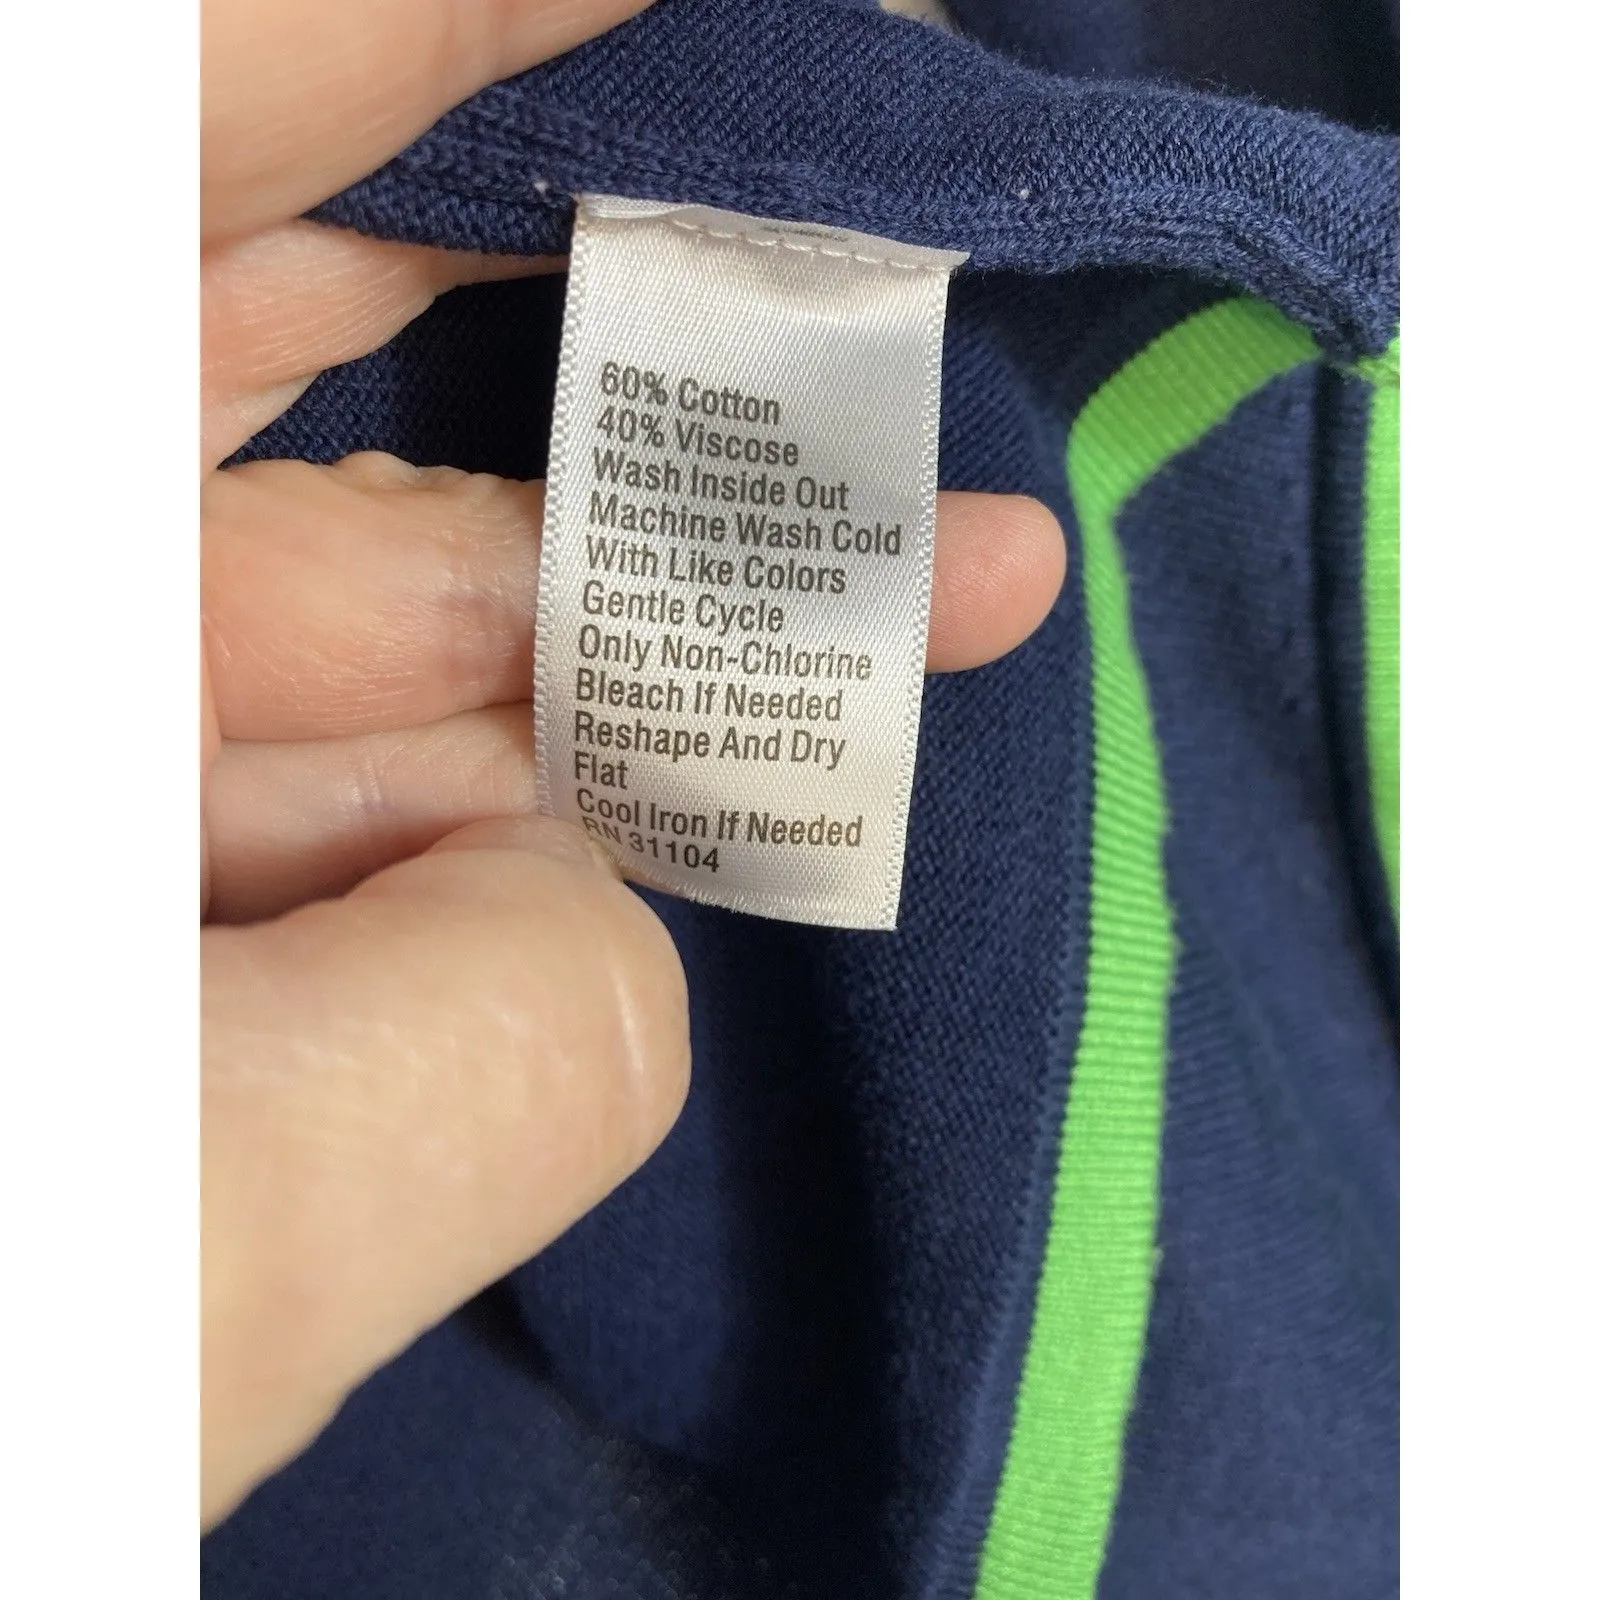 60% Cotton
40% Viscose
Wash Inside Out
Machine Wash Cold
With Like Colors
Gentle Cycle
Only Non-Chlorine
Bleach If Needed
Reshape And Dry
Flat
Cool Iron If Needed
RN 31104